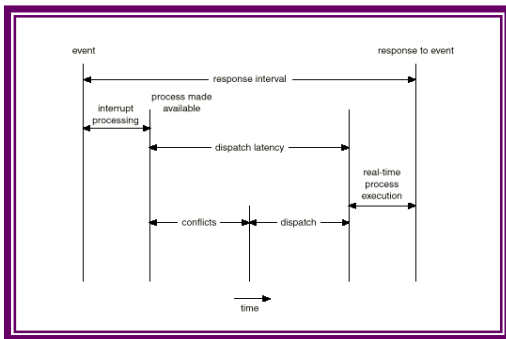 event
response to event
response interval
process made
available
interrupt
processing
dispatch latency
real-time
process
execution
conflicts
dispatch
time